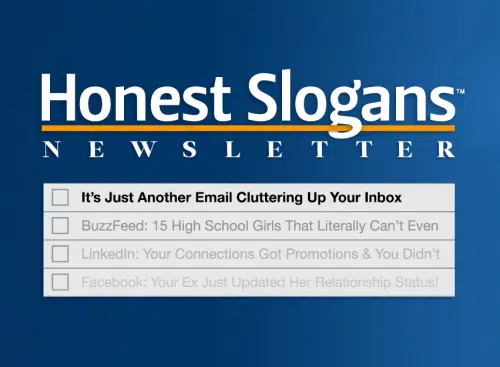 Honest Slogans™
NEWSLETTER
It's Just Another Email Cluttering Up Your Inbox
BuzzFeed: 15 High School Girls That Literally Can't Even
LinkedIn: Your Connections Got Promotions & You Didn't
Facebook: Your Ex Just Updated Her Relationship Status!